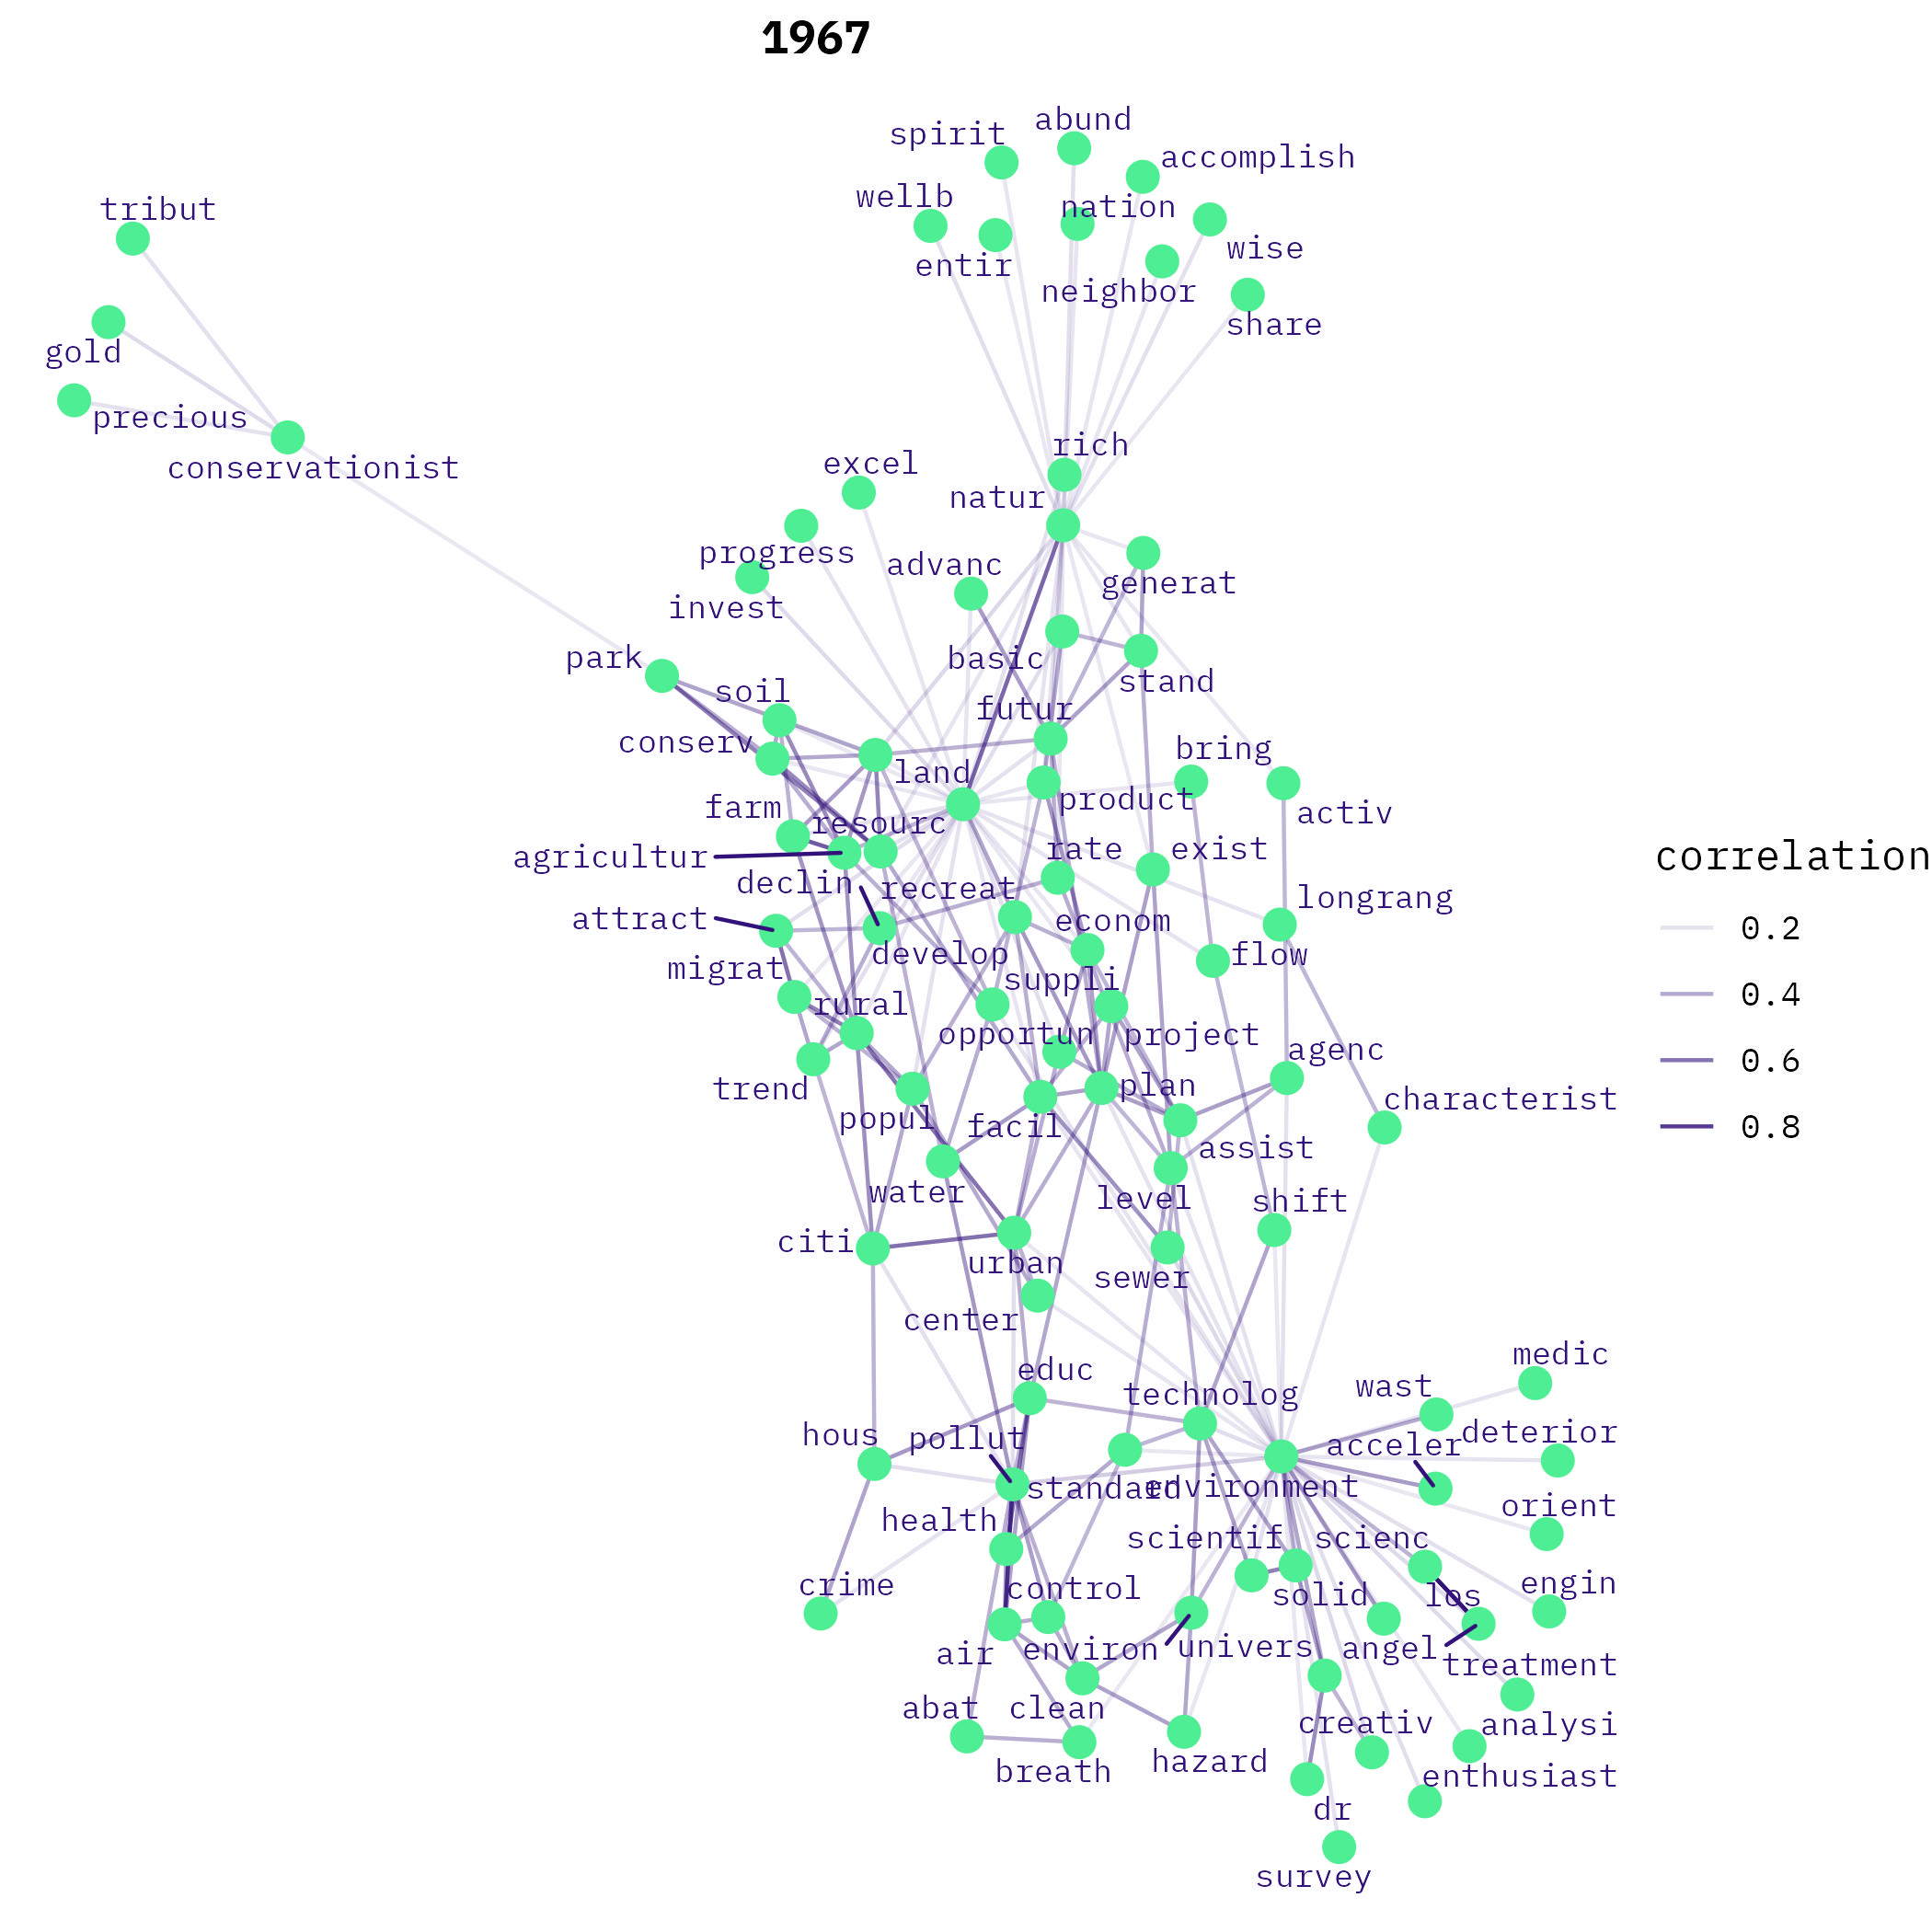 1967
abund
spirit
accomplish
wellb
nation
tribut
wise
entir
neighbor
share
gold
precious
rich
excel
conservationist
natur
progress
advanc
generat
invest
park
basic
stand
soil
futur
conserv
bring
land
product
farm
activ
resourc
rate
exist
correlation
agricultur
declin
recreat
longrang
attract
econom
0.2
develop
flow
migrat
suppli
0.4
rural
opportun
project
agenc
0.6
trend
plan
characterist
popul
facil
0.8
assist
water
level
shift
citi
urban
sewer
center
medic
educ
technolog
wast
hous
pollut
acceler
deterior
standard
environment
orient
health
scientif
scienc
crime
control
solid
los
engin
air
environ
univers
angel
treatment
abat
clean
creativ
analysi
breath
hazard
enthusiast
dr
survey